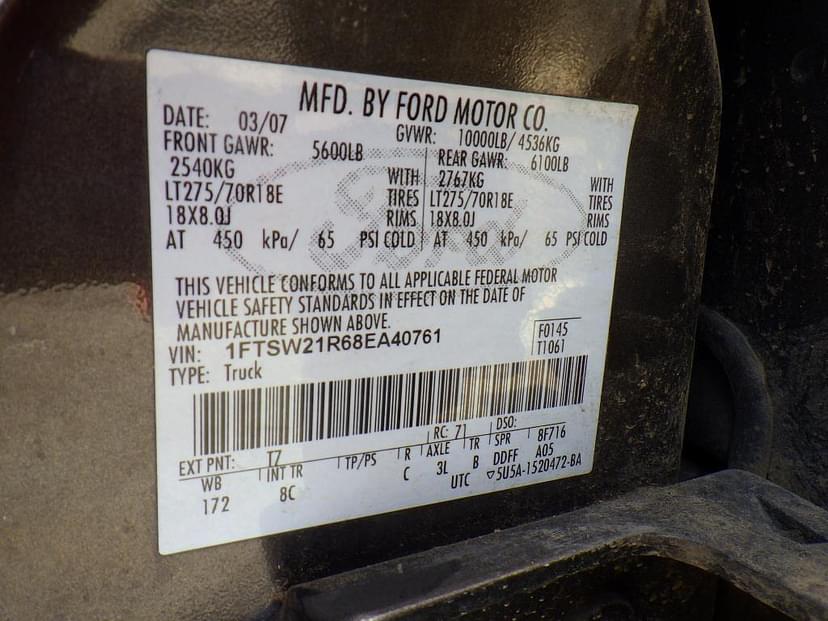 MFD. BY FORD MOTOR CO.
DATE: 03/07 GVWR: 10000LB/ 4536KG
FRONT GAWR: 5600LB REAR GAWR: 6100LB
2540KG WITH 2767KG WITH
LT275/70R18E TIRES LT275/70R18E TIRES
18X8.0J RIMS 18X8.0J RIMS
AT 450 kPa/ 65 PSI COLD AT 450 kPa/ 65 PSI COLD
Ford
THIS VEHICLE CONFORMS TO ALL APPLICABLE FEDERAL MOTOR
VEHICLE SAFETY STANDARDS IN EFFECT ON THE DATE OF
MANUFACTURE SHOWN ABOVE.
VIN: 1FTSW21R68EA40761 F0145
TYPE: Truck T1061
EXT PNT: T7 RC: 71 DSO:
WB INT TR TP/PS R AXLE TR SPR 8F716
172 8C C 3L B DDFF A05
UTC ▽5U5A-1520472-BA